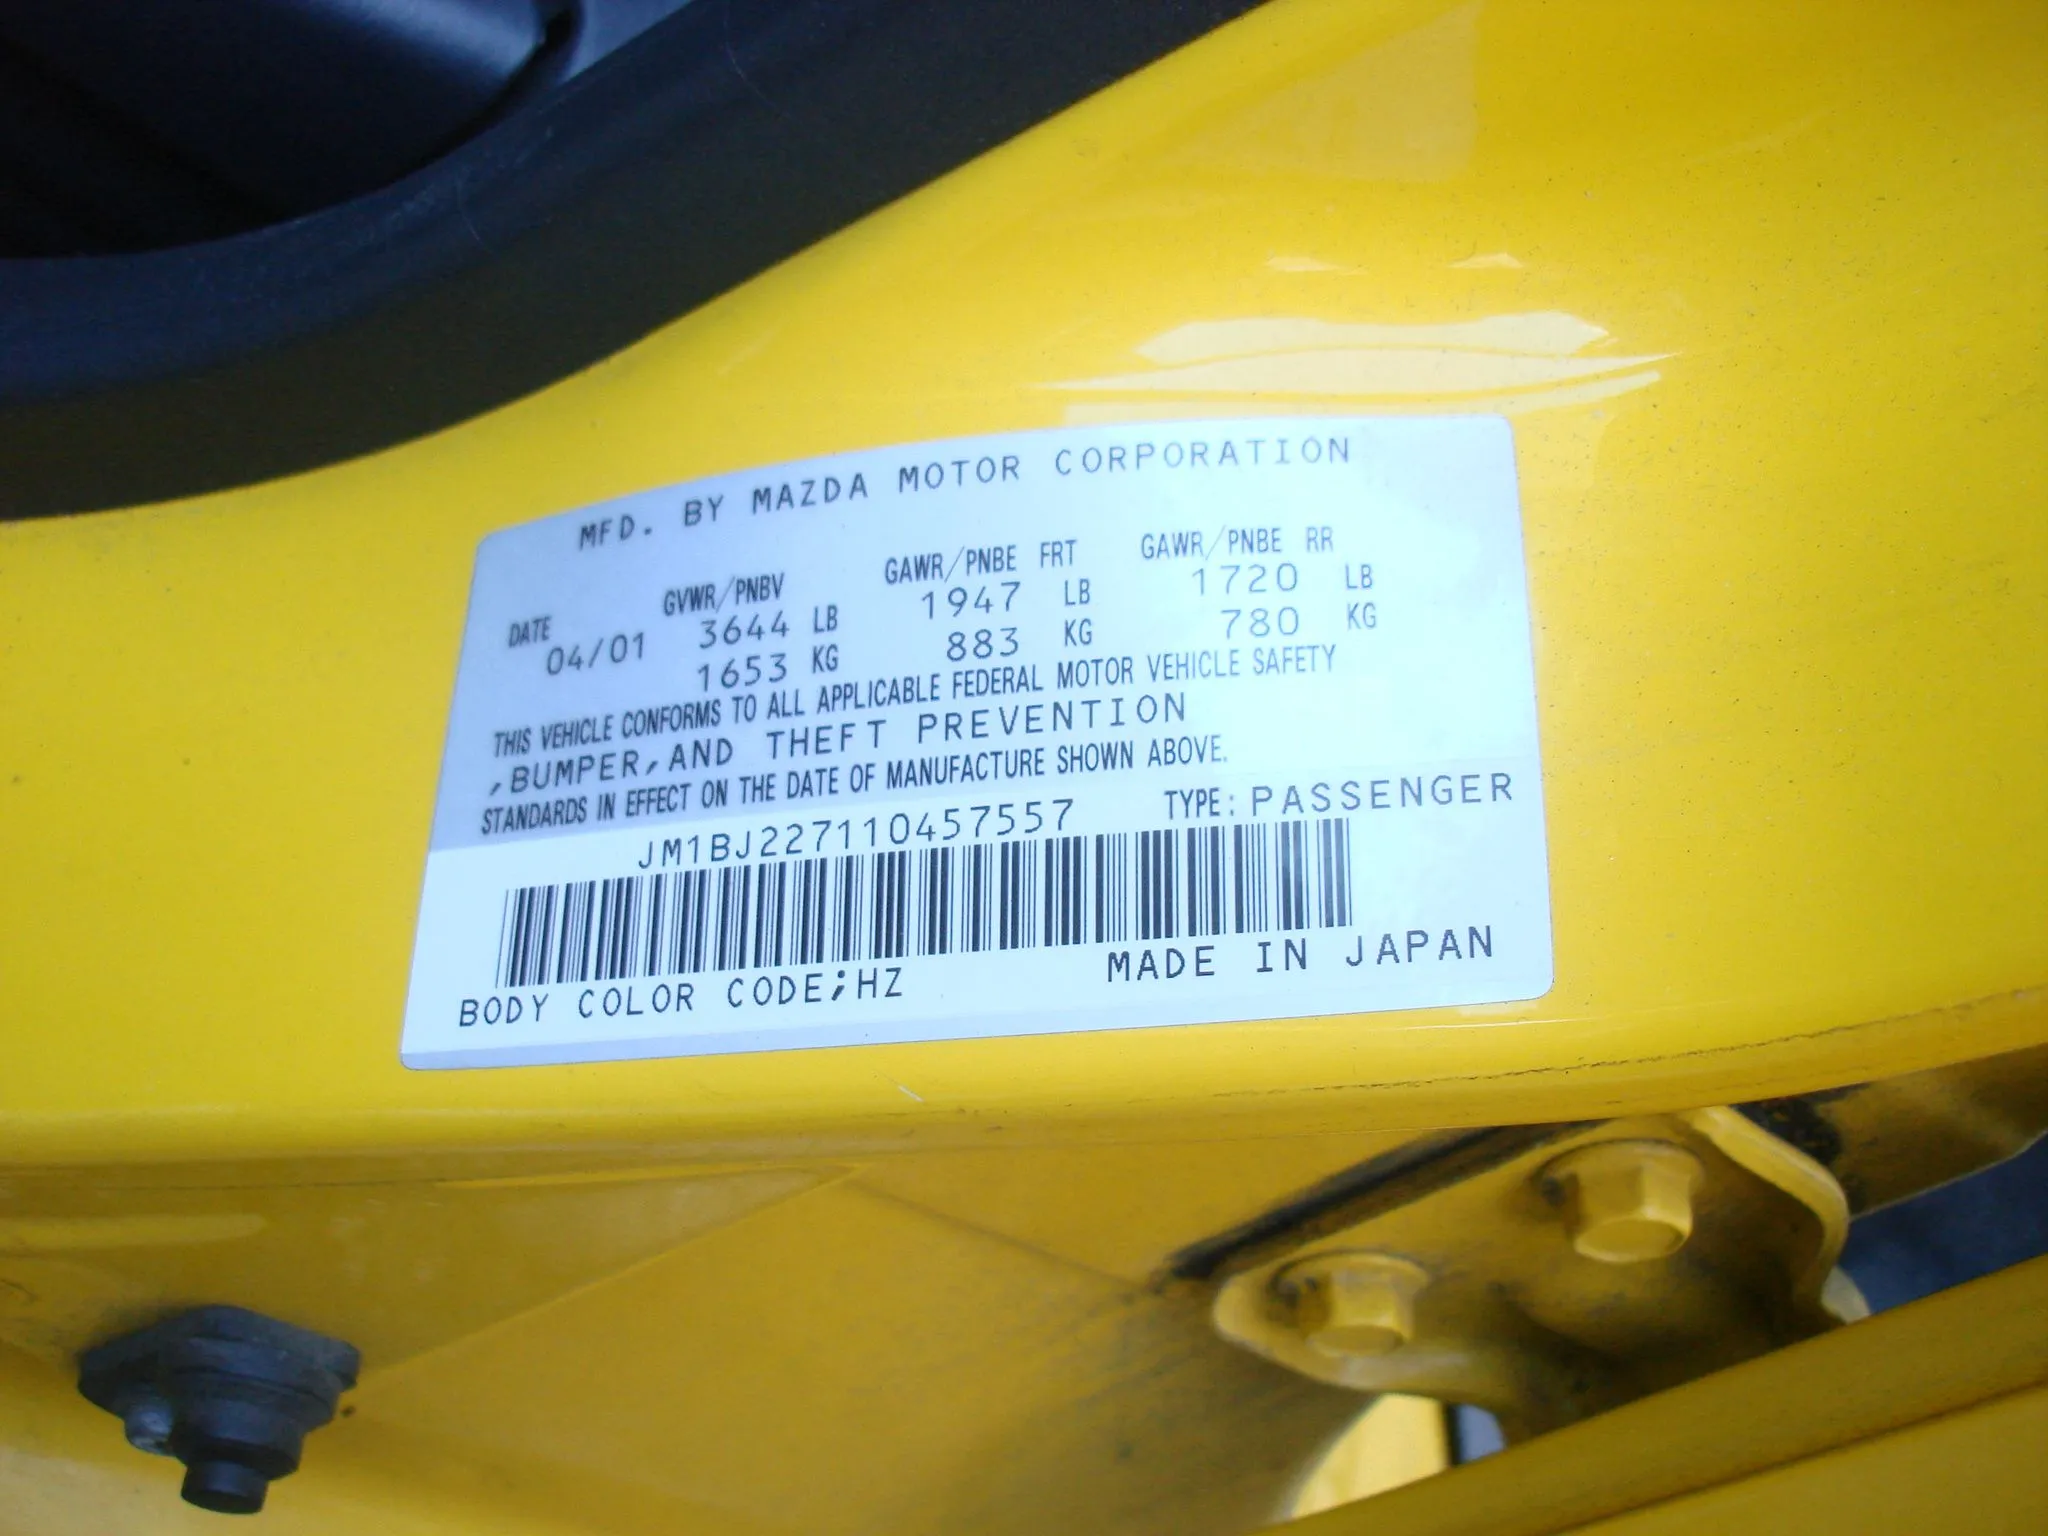 MFD. BY MAZDA MOTOR CORPORATION
DATE GVWR/PNBV GAWR/PNBE FRT GAWR/PNBE RR
04/01 3644 LB 1947 LB 1720 LB
1653 KG 883 KG 780 KG
THIS VEHICLE CONFORMS TO ALL APPLICABLE FEDERAL MOTOR VEHICLE SAFETY
,BUMPER,AND THEFT PREVENTION
STANDARDS IN EFFECT ON THE DATE OF MANUFACTURE SHOWN ABOVE.
JM1BJ227110457557 TYPE: PASSENGER
BODY COLOR CODE;HZ MADE IN JAPAN